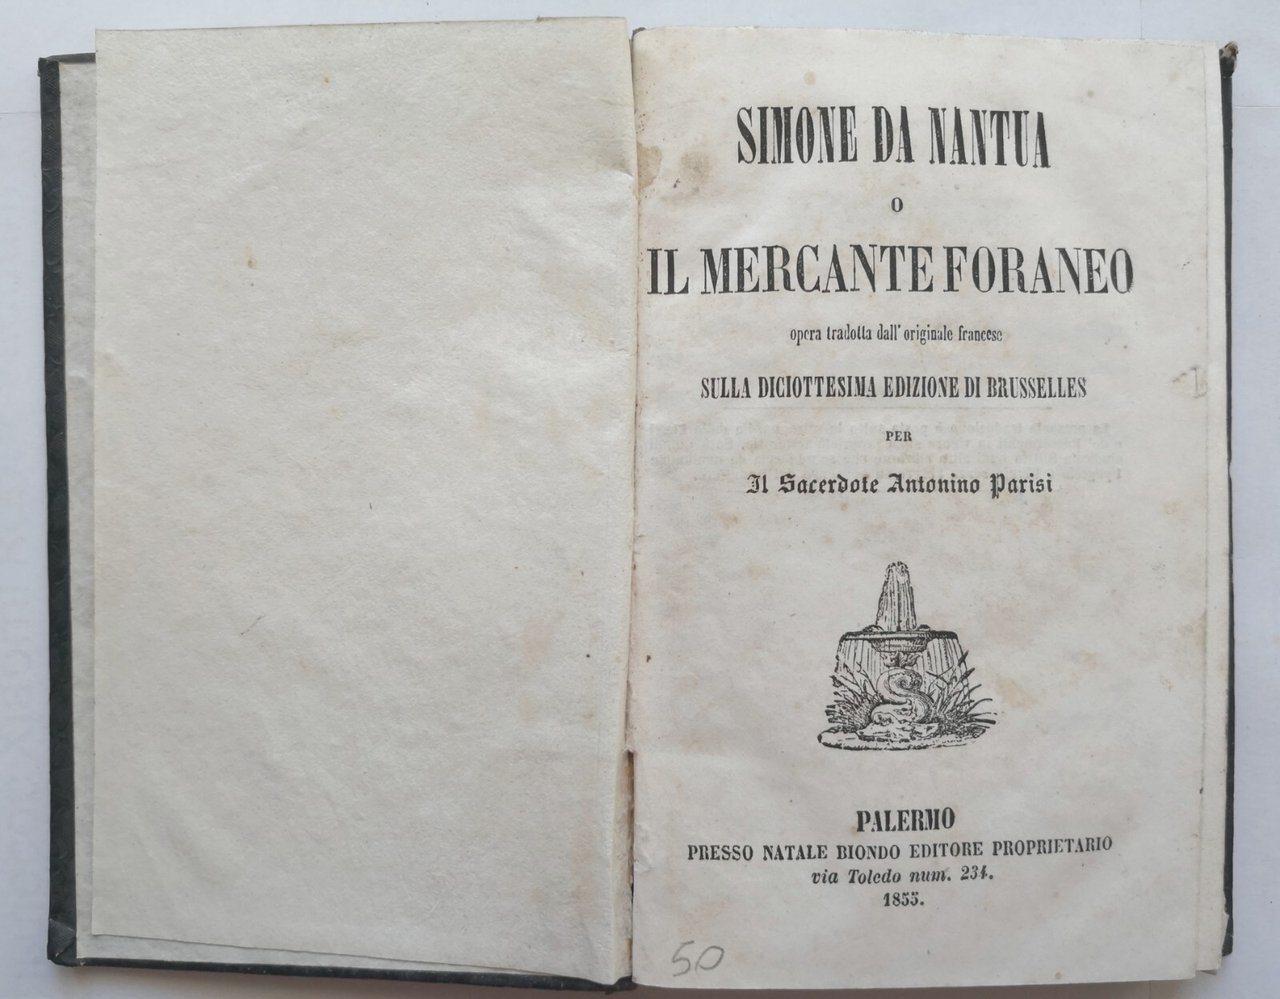 SIMONE DA NANTUA
O
IL MERCANTE FORANEO
opera tradotta dall' originale francese
SULLA DICIOTTESIMA EDIZIONE DI BRUSSELLES
PER
Il Sacerdote Antonino Parisi
PALERMO
PRESSO NATALE BIONDO EDITORE PROPRIETARIO
via Toledo num. 234.
1855.
50